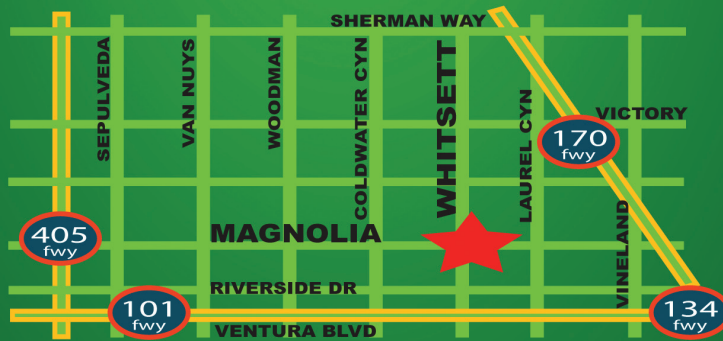 SHERMAN WAY
SEPULVEDA
VAN NUYS
WOODMAN
COLDWATER CYN
WHITSETT
LAUREL CYN
VICTORY
170
fwy
VINELAND
405
fwy
MAGNOLIA
RIVERSIDE DR
101
fwy
134
fwy
VENTURA BLVD